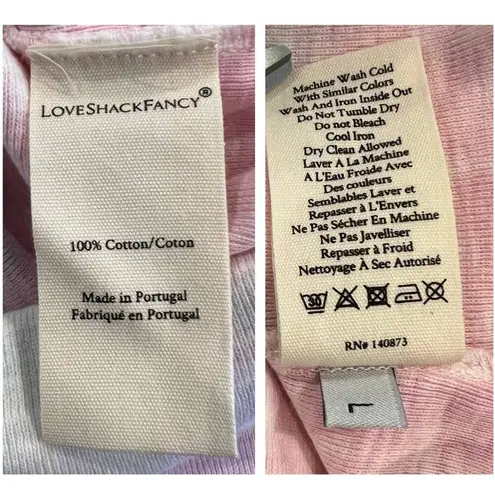 LoveShackFancy®
100% Cotton/Coton
Made in Portugal
Fabriqué en Portugal
Machine Wash Cold
With Similar Colors
Wash And Iron Inside Out
Do Not Tumble Dry
Do not Bleach
Cool Iron
Dry Clean Allowed
Laver A La Machine
A L'Eau Froide Avec
Des couleurs
Semblables Laver et
Repasser à L'Envers
Ne Pas Sécher En Machine
Ne Pas Javelliser
Repasser à Froid
Nettoyage À Sec Autorisé
RN# 140873
L